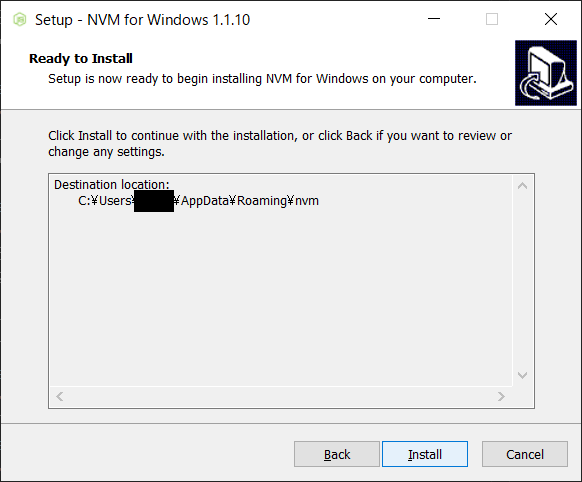 Setup - NVM for Windows 1.1.10
Ready to Install
Setup is now ready to begin installing NVM for Windows on your computer.
Click Install to continue with the installation, or click Back if you want to review or
change any settings.
Destination location:
C:¥Users¥ ¥AppData¥Roaming¥nvm
Back
Install
Cancel